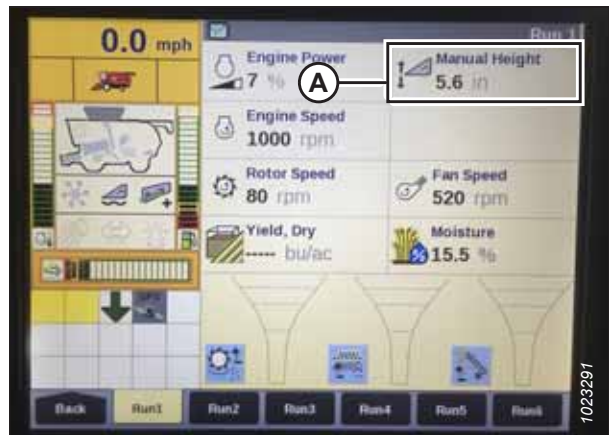 0.0 mph
Run 1
Engine Power
7 %
A
Manual Height
5.6 in
Engine Speed
1000 rpm
Rotor Speed
80 rpm
Fan Speed
520 rpm
Yield, Dry
----- bu/ac
Moisture
15.5 %
Back
Run1
Run2
Run3
Run4
Run5
Run6
1023291